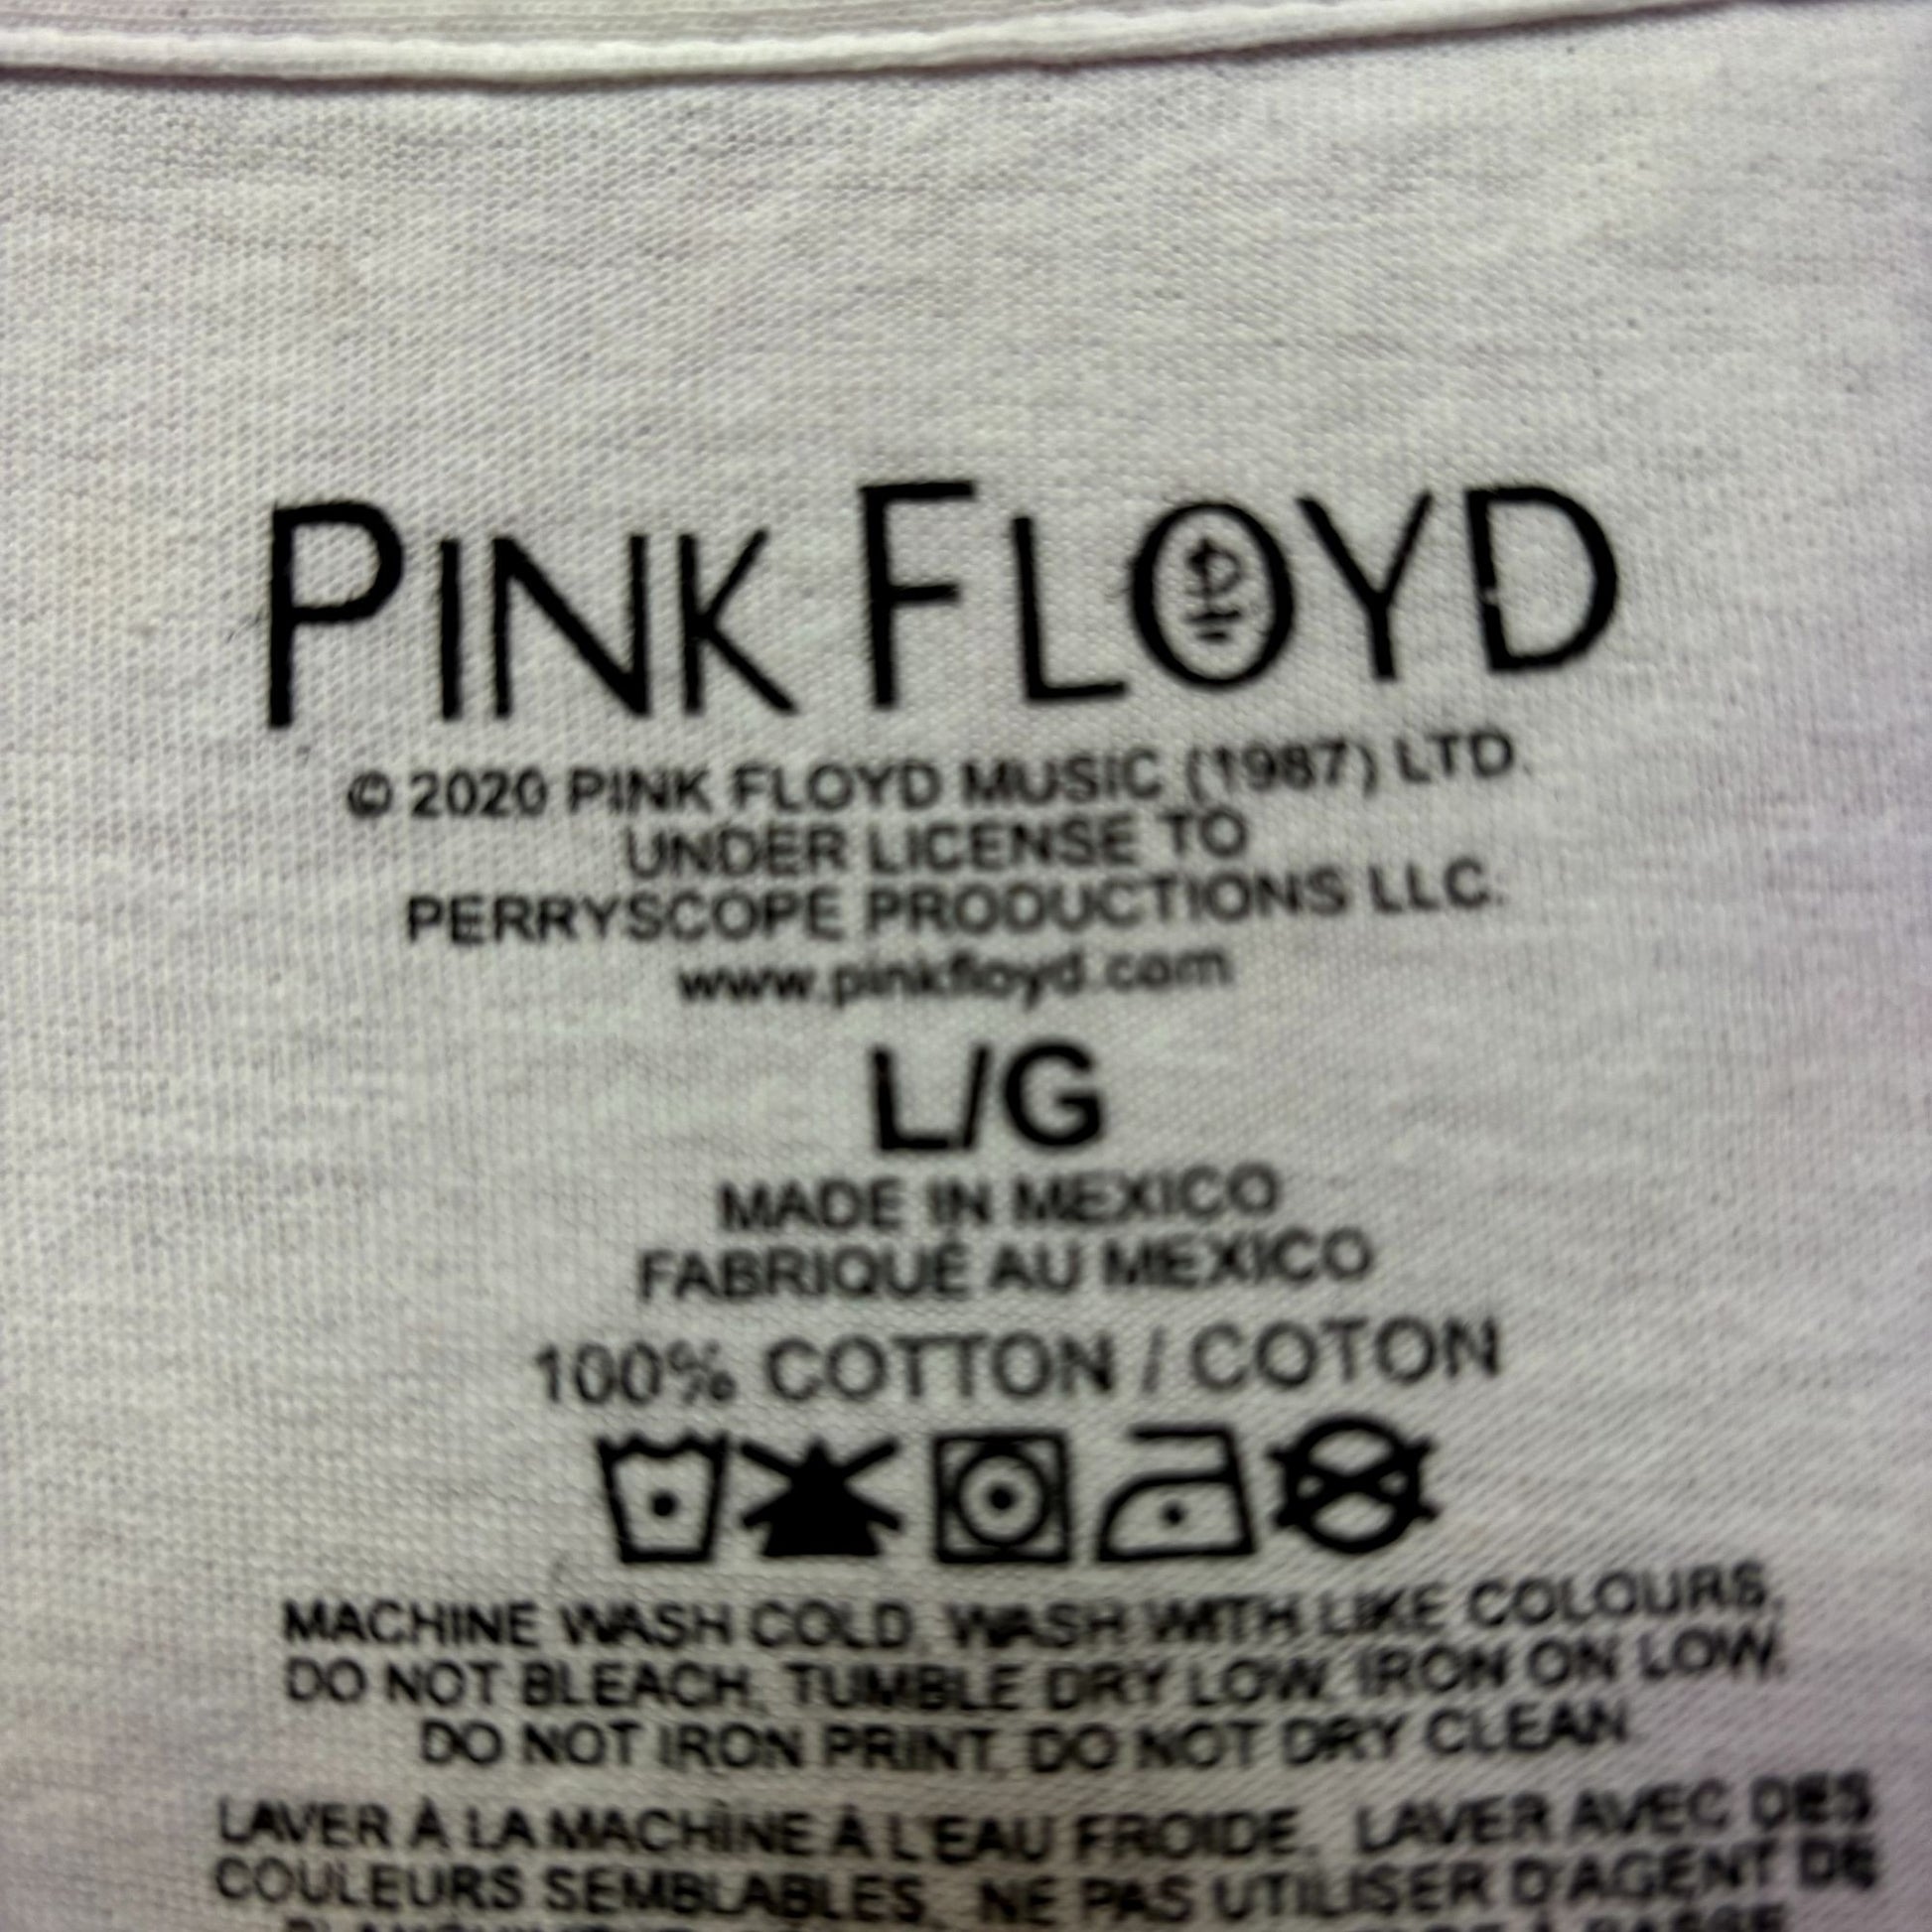 PINK FLOYD
© 2020 PINK FLOYD MUSIC (1987) LTD.
UNDER LICENSE TO
PERRYSCOPE PRODUCTIONS LLC.
www.pinkfloyd.com
L/G
MADE IN MEXICO
FABRIQUÉ AU MEXICO
100% COTTON / COTON
MACHINE WASH COLD. WASH WITH LIKE COLOURS.
DO NOT BLEACH. TUMBLE DRY LOW. IRON ON LOW.
DO NOT IRON PRINT. DO NOT DRY CLEAN.
LAVER À LA MACHINE À L'EAU FROIDE. LAVER AVEC DES
COULEURS SEMBLABLES. NE PAS UTILISER D'AGENT DE